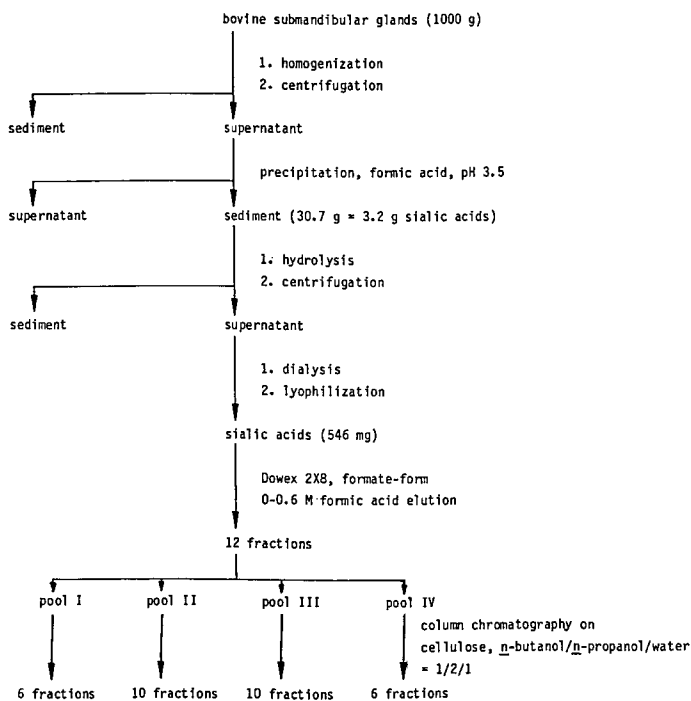 bovine submandibular glands (1000 g)
1. homogenization
2. centrifugation
sediment
supernatant
precipitation, formic acid, pH 3.5
supernatant
sediment (30.7 g = 3.2 g sialic acids)
1. hydrolysis
2. centrifugation
sediment
supernatant
1. dialysis
2. lyophilization
sialic acids (546 mg)
Dowex 2X8, formate-form
0-0.6 M formic acid elution
12 fractions
pool I
pool II
pool III
pool IV
column chromatography on
cellulose, n-butanol/n-propanol/water
= 1/2/1
6 fractions
10 fractions
10 fractions
6 fractions